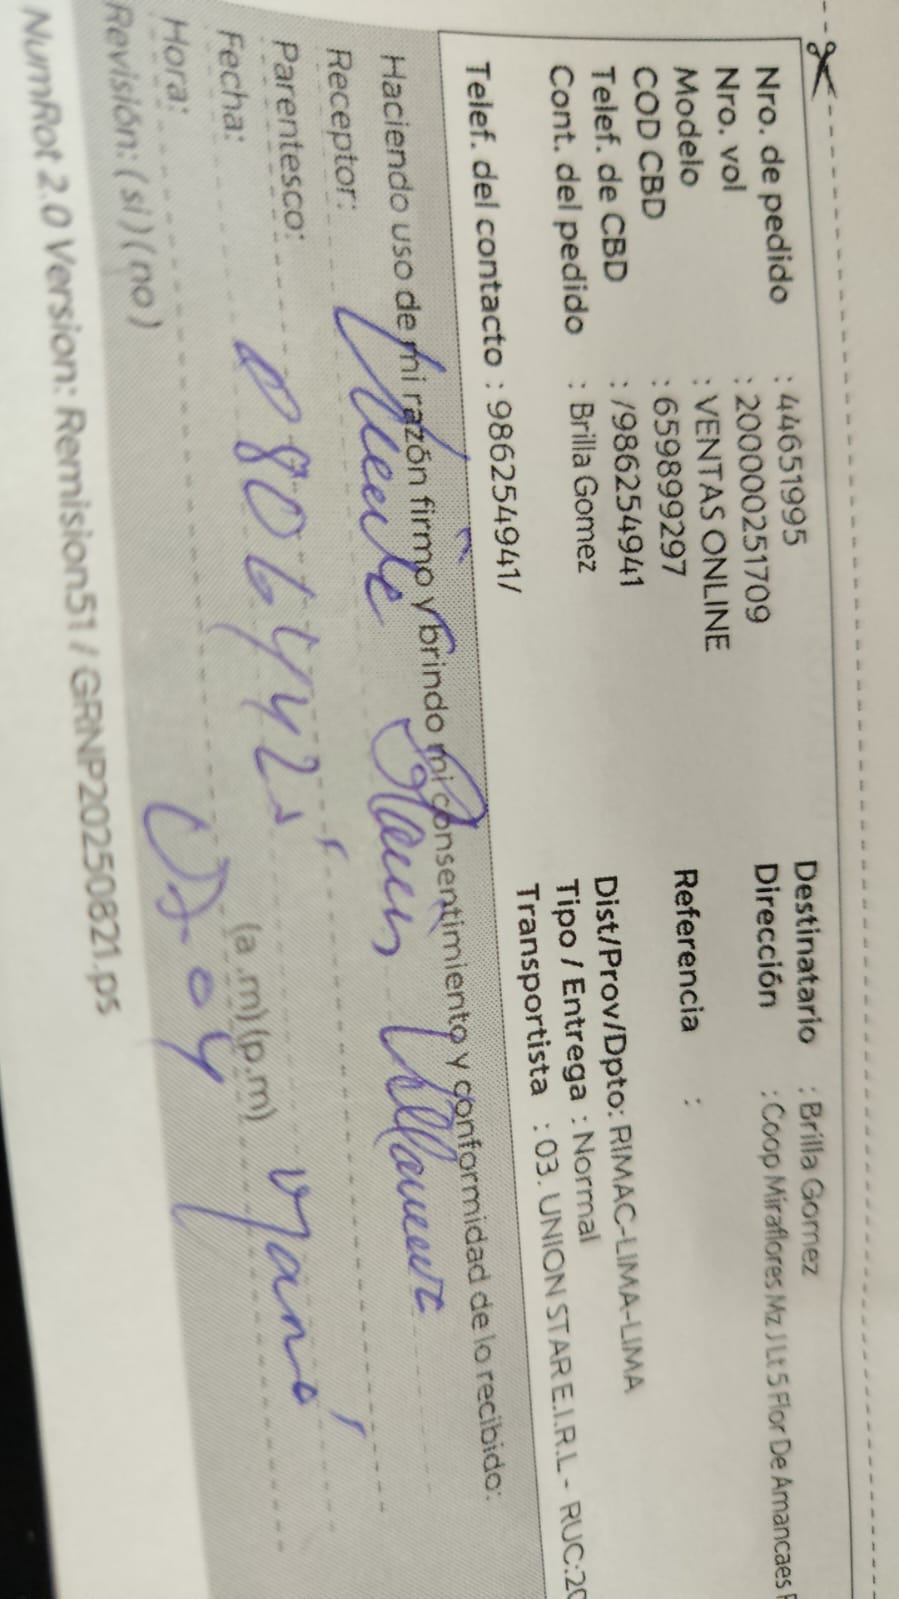 Nro. de pedido : 44651995
Nro. vol : 200000251709
Modelo : VENTAS ONLINE
COD CBD : 659899297
Telef. de CBD : /986254941
Cont. del pedido : Brilla Gomez
Telef. del contacto : 986254941/
Destinatario : Brilla Gomez
Dirección : Coop Miraflores Mz J Lt 5 Flor De Amancaes
Referencia :
Dist/Prov/Dpto: RIMAC-LIMA-LIMA
Tipo / Entrega : Normal
Transportista : 03. UNION STAR E.I.R.L - RUC:20
Haciendo uso de mi razón firmo y brindo mi consentimiento y conformidad de lo recibido:
Receptor:
Parentesco:
Fecha: (a .m) (p.m)
Hora:
Revisión: (si) (no)
NumRot 2.0 Version: Remision51 / GRNP20250821.ps